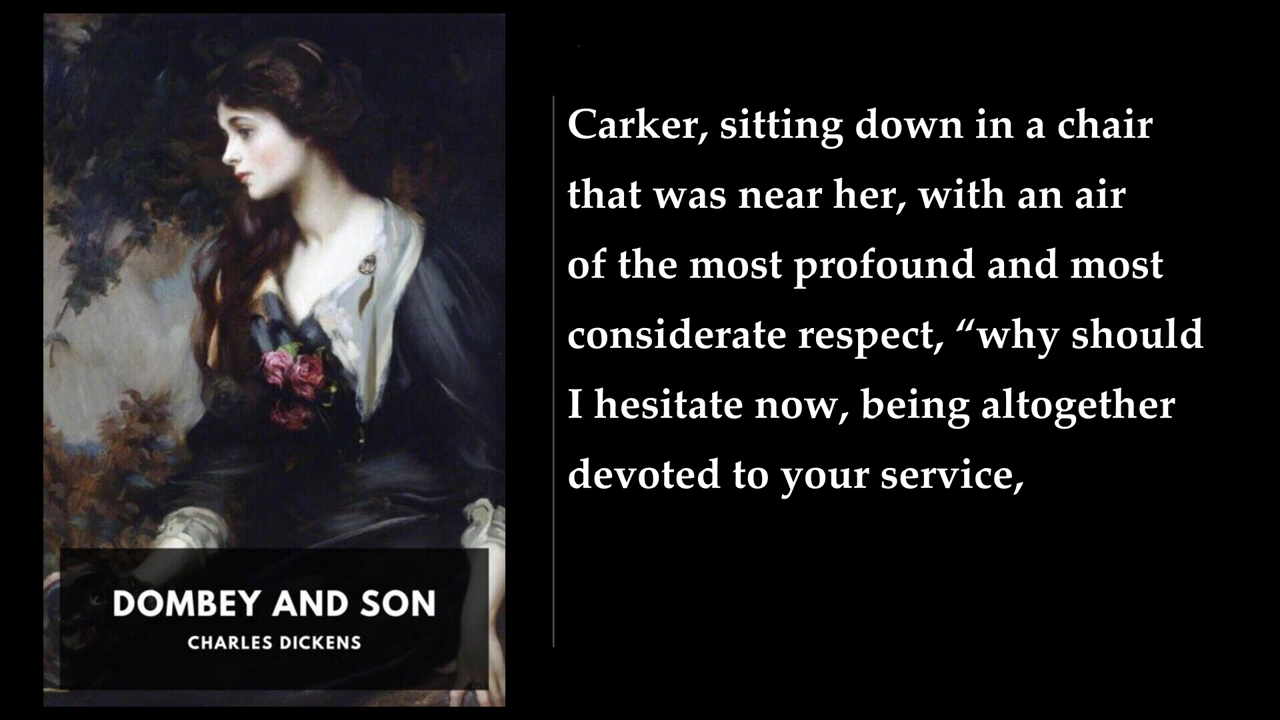 DOMBEY AND SON
CHARLES DICKENS
Carker, sitting down in a chair
that was near her, with an air
of the most profound and most
considerate respect, “why should
I hesitate now, being altogether
devoted to your service,